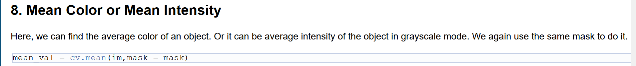 8. Mean Color or Mean Intensity
Here, we can find the average color of an object. Or it can be average intensity of the object in grayscale mode. We again use the same mask to do it.
mean_val = cv.mean(im,mask = mask)